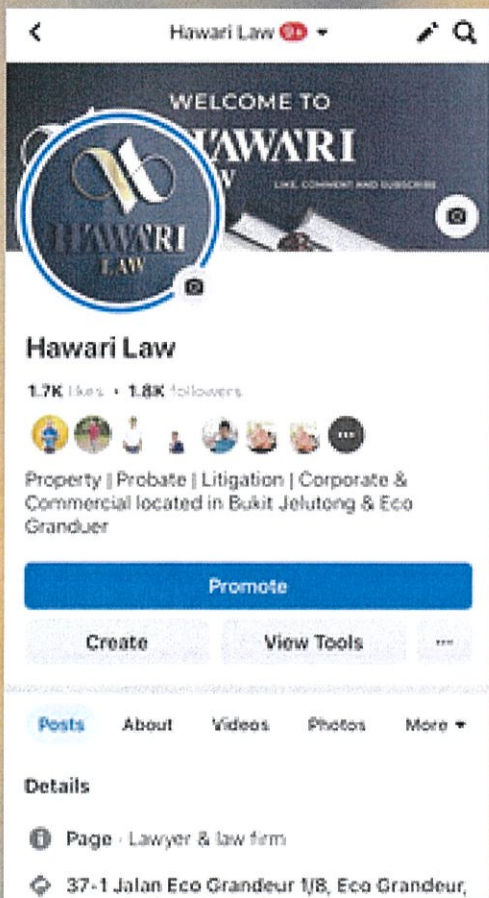 Hawari Law 9+
WELCOME TO
HAWARI
LAW
LIKE, COMMENT AND SUBSCRIBE
HAWARI
LAW
Hawari Law
1.7K likes • 1.8K followers
Property | Probate | Litigation | Corporate &
Commercial located in Bukit Jelutong & Eco
Granduer
Promote
Create View Tools
Posts About Videos Photos More
Details
Page · Lawyer & law firm
37-1 Jalan Eco Grandeur 1/8, Eco Grandeur,